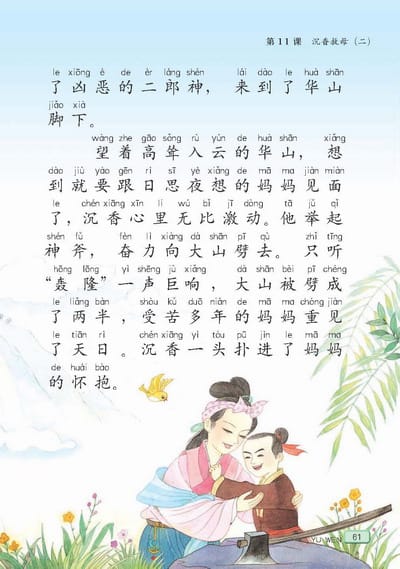 第11课 沉香救母（二）
le xiōng è de èr láng shén lái dào le huà shān
了凶恶的二郎神，来到了华山
jiǎo xià
脚下。
wàng zhe gāo sǒng rù yún de huà shān xiǎng
望着高耸入云的华山，想
dào jiù yào gēn rì sī yè xiǎng de mā ma jiàn miàn
到就要跟日思夜想的妈妈见面
le chén xiāng xīn lǐ wú bǐ jī dòng tā jǔ qǐ
了，沉香心里无比激动。他举起
shén fǔ fèn lì xiàng dà shān pī qù zhǐ tīng
神斧，奋力向大山劈去。只听
hōng lōng yì shēng jù xiǎng dà shān bèi pī chéng
“轰隆”一声巨响，大山被劈成
le liǎng bàn shòu kǔ duō nián de mā ma chóng jiàn
了两半，受苦多年的妈妈重见
le tiān rì chén xiāng yì tóu pū jìn le mā ma
了天日。沉香一头扑进了妈妈
de huái bào
的怀抱。
YU WEN 61